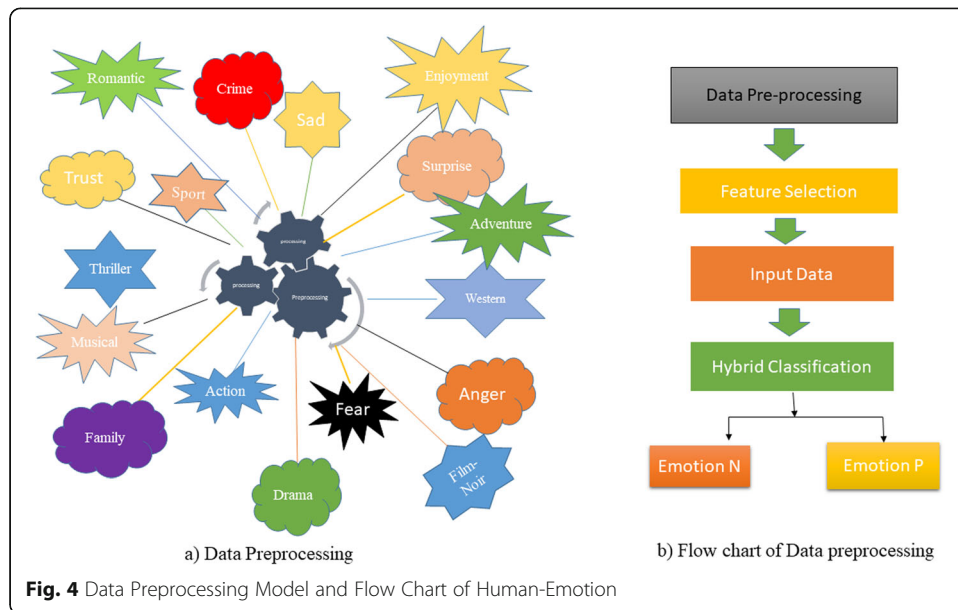 Romantic
Crime
Sad
Enjoyment
Trust
Sport
Surprise
processing
Adventure
Thriller
processing
Preprocessing
Western
Musical
Action
Fear
Anger
Family
Drama
Film-
Noir
a) Data Preprocessing
Data Pre-processing
Feature Selection
Input Data
Hybrid Classification
Emotion N
Emotion P
b) Flow chart of Data preprocessing
Fig. 4 Data Preprocessing Model and Flow Chart of Human-Emotion